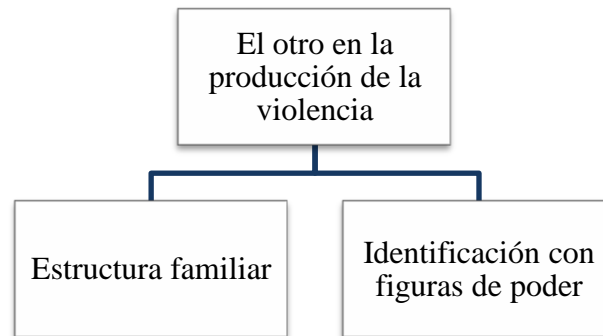 El otro en la
producción de la
violencia
Estructura familiar
Identificación con
figuras de poder